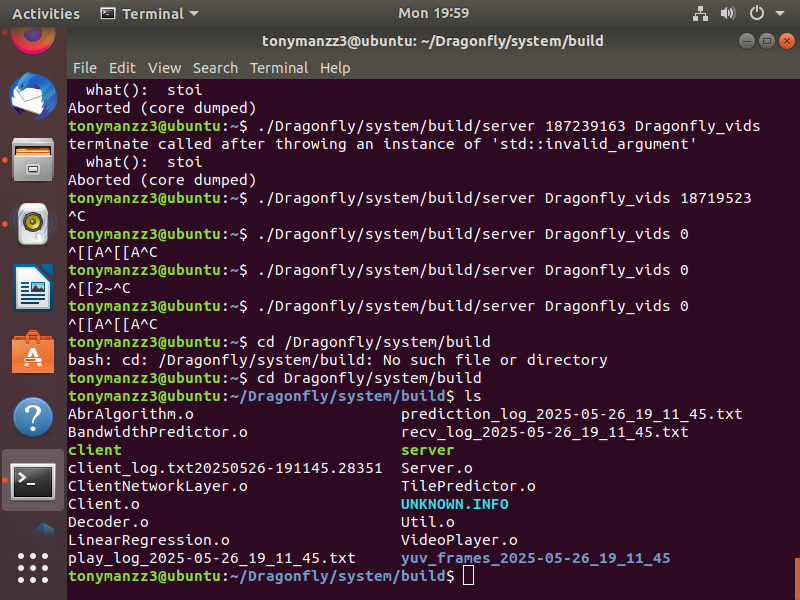 Activities Terminal Mon 19:59
tonymanzz3@ubuntu: ~/Dragonfly/system/build
File Edit View Search Terminal Help
what():  stoi
Aborted (core dumped)
tonymanzz3@ubuntu:~$ ./Dragonfly/system/build/server 187239163 Dragonfly_vids
terminate called after throwing an instance of 'std::invalid_argument'
what():  stoi
Aborted (core dumped)
tonymanzz3@ubuntu:~$ ./Dragonfly/system/build/server Dragonfly_vids 18719523
^C
tonymanzz3@ubuntu:~$ ./Dragonfly/system/build/server Dragonfly_vids 0
^[[A^[[A^C
tonymanzz3@ubuntu:~$ ./Dragonfly/system/build/server Dragonfly_vids 0
^[[2~^C
tonymanzz3@ubuntu:~$ ./Dragonfly/system/build/server Dragonfly_vids 0
^[[A^[[A^C
tonymanzz3@ubuntu:~$ cd /Dragonfly/system/build
bash: cd: /Dragonfly/system/build: No such file or directory
tonymanzz3@ubuntu:~$ cd Dragonfly/system/build
tonymanzz3@ubuntu:~/Dragonfly/system/build$ ls
AbrAlgorithm.o prediction_log_2025-05-26_19_11_45.txt
BandwidthPredictor.o recv_log_2025-05-26_19_11_45.txt
client server
client_log.txt20250526-191145.28351 Server.o
ClientNetworkLayer.o TilePredictor.o
Client.o UNKNOWN.INFO
Decoder.o Util.o
LinearRegression.o VideoPlayer.o
play_log_2025-05-26_19_11_45.txt yuv_frames_2025-05-26_19_11_45
tonymanzz3@ubuntu:~/Dragonfly/system/build$